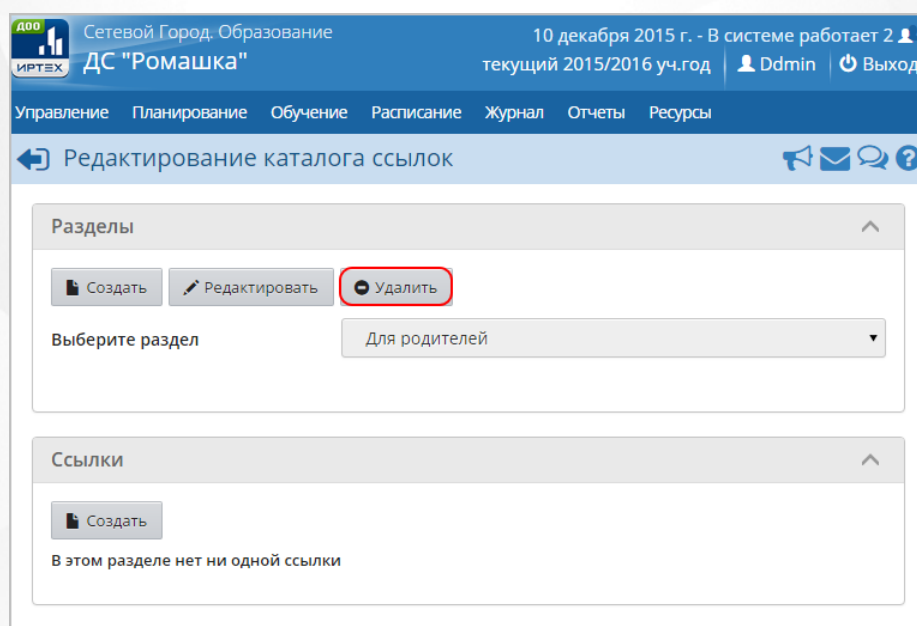 ДОО
ИРТЕХ
Сетевой Город. Образование
ДС "Ромашка"
10 декабря 2015 г. - В системе работает 2
текущий 2015/2016 уч.год Ddmin Выход
Управление Планирование Обучение Расписание Журнал Отчеты Ресурсы
Редактирование каталога ссылок
Разделы
Создать Редактировать Удалить
Выберите раздел Для родителей
Ссылки
Создать
В этом разделе нет ни одной ссылки